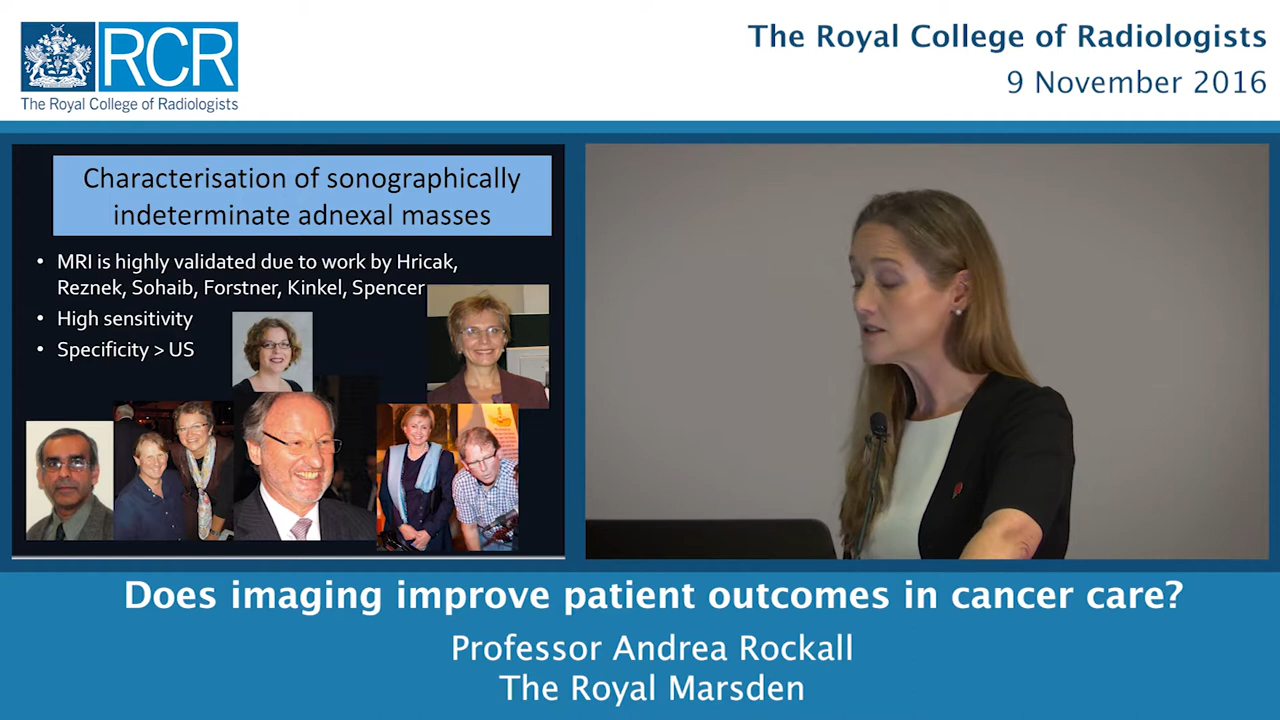 RCR
The Royal College of Radiologists
The Royal College of Radiologists
9 November 2016
Characterisation of sonographically
indeterminate adnexal masses
• MRI is highly validated due to work by Hricak,
Reznek, Sohaib, Forstner, Kinkel, Spencer
• High sensitivity
• Specificity > US
Does imaging improve patient outcomes in cancer care?
Professor Andrea Rockall
The Royal Marsden